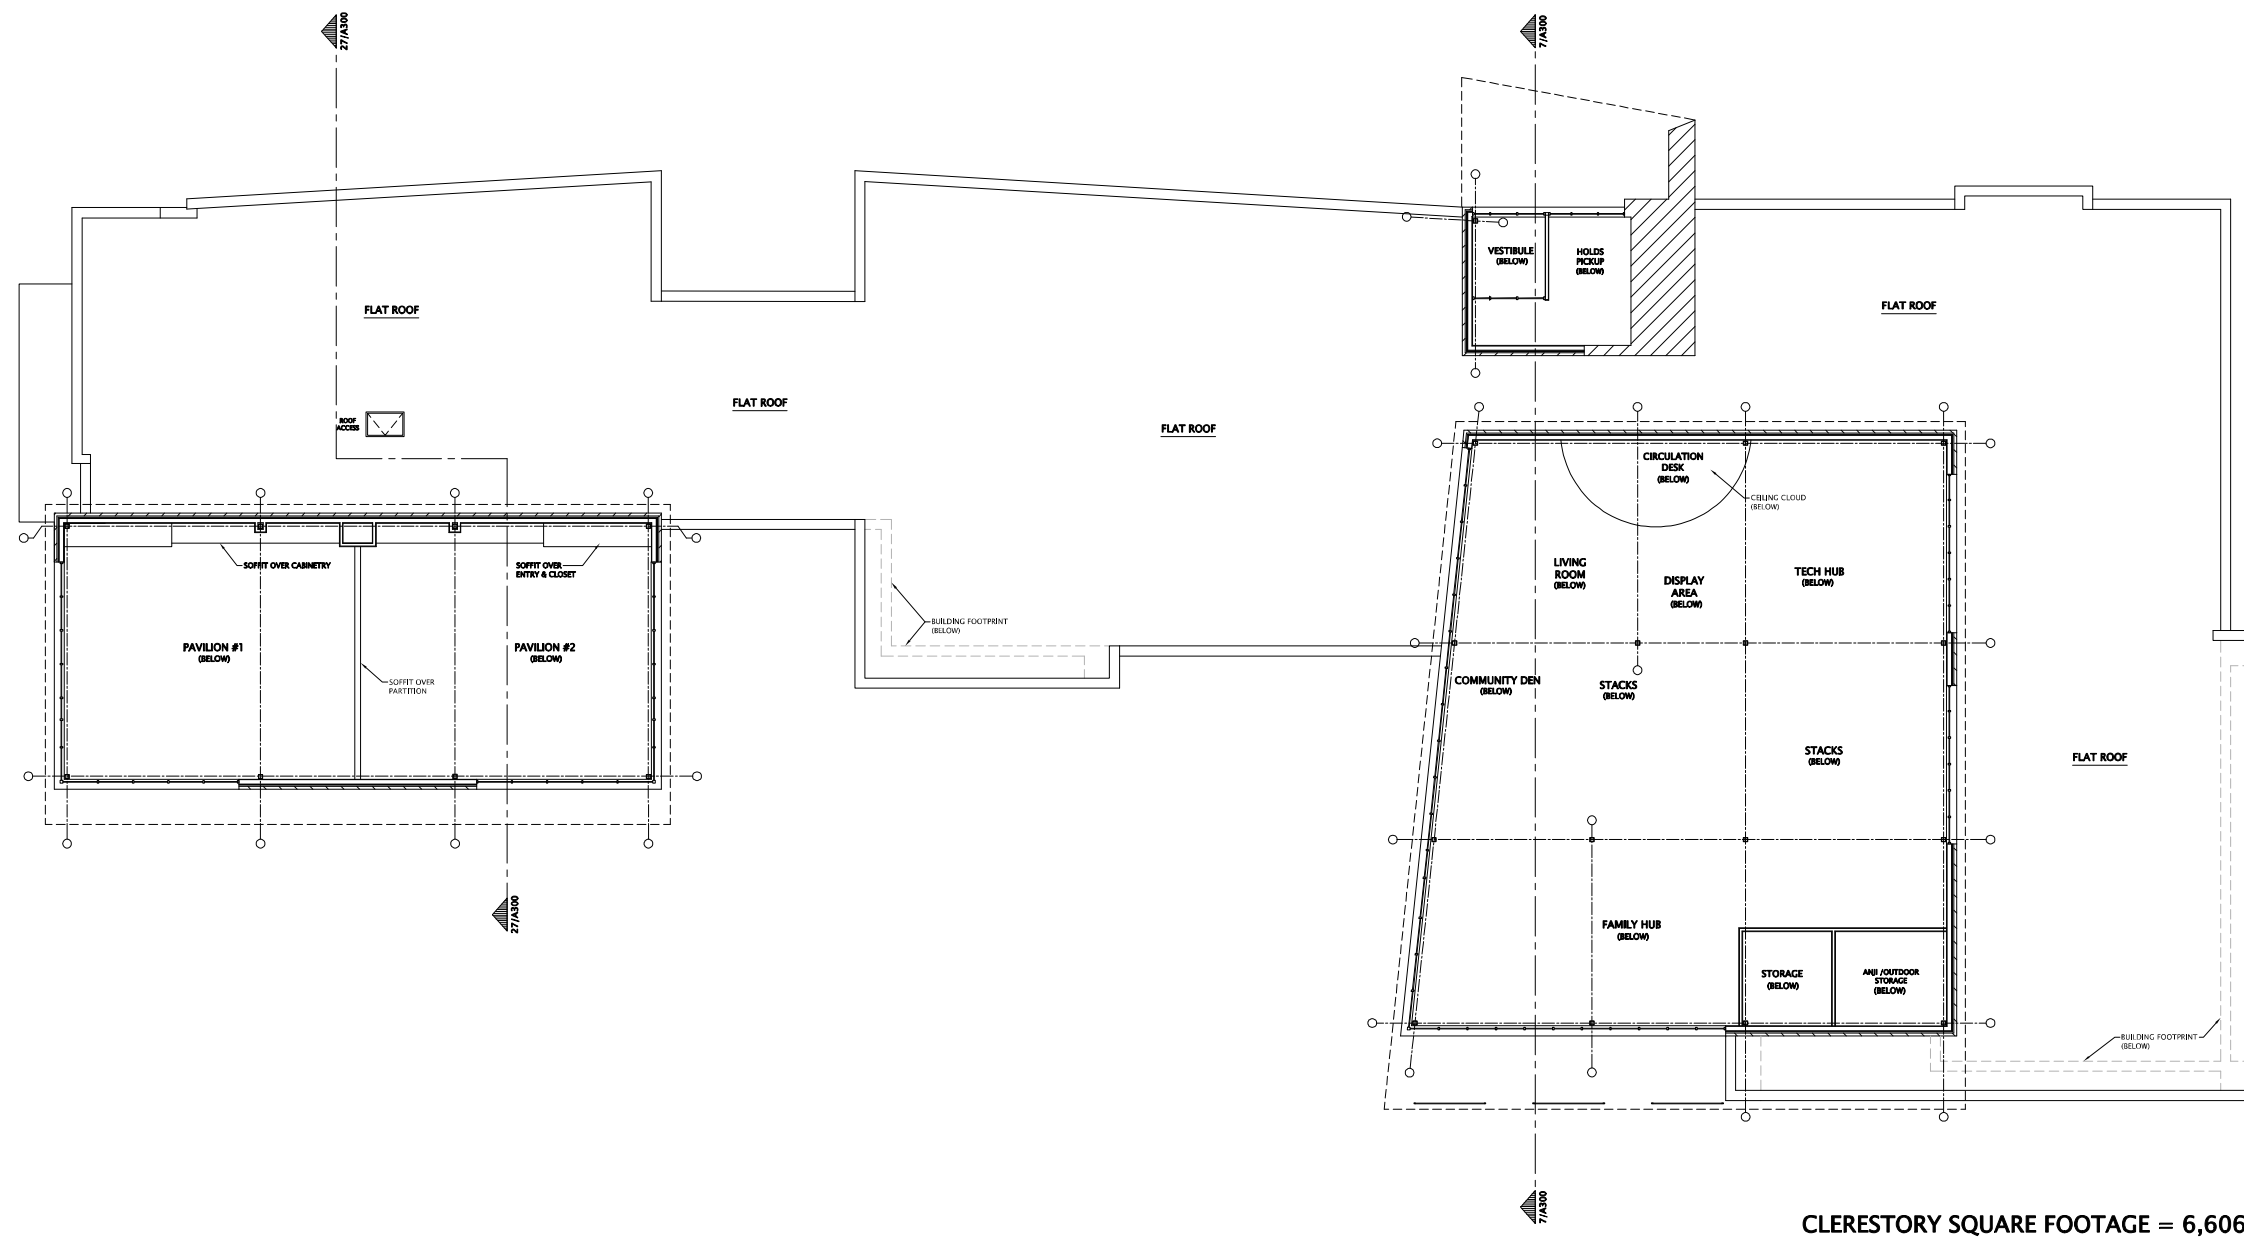 27/A300
7/A300
VESTIBULE
(BELOW)
HOLDS
PICKUP
(BELOW)
FLAT ROOF
FLAT ROOF
FLAT ROOF
FLAT ROOF
ROOF
ACCESS
CIRCULATION
DESK
(BELOW)
CEILING CLOUD
(BELOW)
SOFFIT OVER CABINETRY
SOFFIT OVER
ENTRY & CLOSET
LIVING
ROOM
(BELOW)
DISPLAY
AREA
(BELOW)
TECH HUB
(BELOW)
BUILDING FOOTPRINT
(BELOW)
PAVILION #1
(BELOW)
PAVILION #2
(BELOW)
SOFFIT OVER
PARTITION
COMMUNITY DEN
(BELOW)
STACKS
(BELOW)
STACKS
(BELOW)
FLAT ROOF
27/A300
FAMILY HUB
(BELOW)
STORAGE
(BELOW)
ANJI /OUTDOOR
STORAGE
(BELOW)
BUILDING FOOTPRINT
(BELOW)
7/A300
CLERESTORY SQUARE FOOTAGE = 6,606